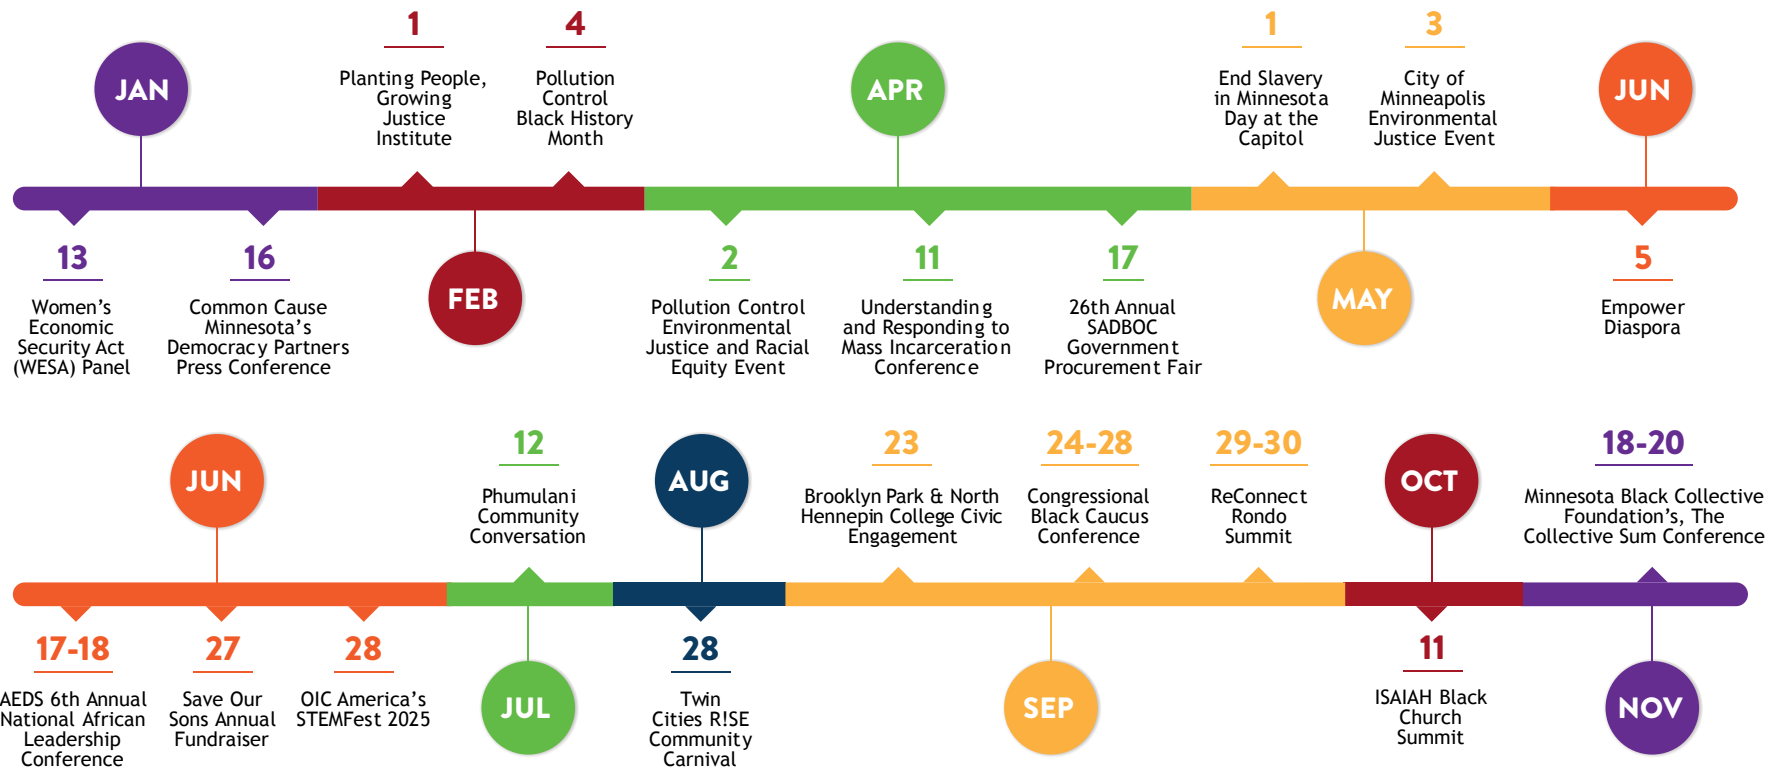 JAN
13
Women's
Economic
Security Act
(WESA) Panel
16
Common Cause
Minnesota's
Democracy Partners
Press Conference
FEB
1
Planting People,
Growing
Justice
Institute
4
Pollution
Control
Black History
Month
APR
2
Pollution Control
Environmental
Justice and Racial
Equity Event
11
Understanding
and Responding to
Mass Incarceration
Conference
17
26th Annual
SADBOC
Government
Procurement Fair
MAY
1
End Slavery
in Minnesota
Day at the
Capitol
3
City of
Minneapolis
Environmental
Justice Event
JUN
5
Empower
Diaspora
JUN
17-18
AEDS 6th Annual
National African
Leadership
Conference
27
Save Our
Sons Annual
Fundraiser
28
OIC America's
STEMFest 2025
JUL
12
Phumulani
Community
Conversation
AUG
28
Twin
Cities R!SE
Community
Carnival
SEP
23
Brooklyn Park & North
Hennepin College Civic
Engagement
24-28
Congressional
Black Caucus
Conference
29-30
ReConnect
Rondo
Summit
OCT
11
ISAIAH Black
Church
Summit
NOV
18-20
Minnesota Black Collective
Foundation's, The
Collective Sum Conference